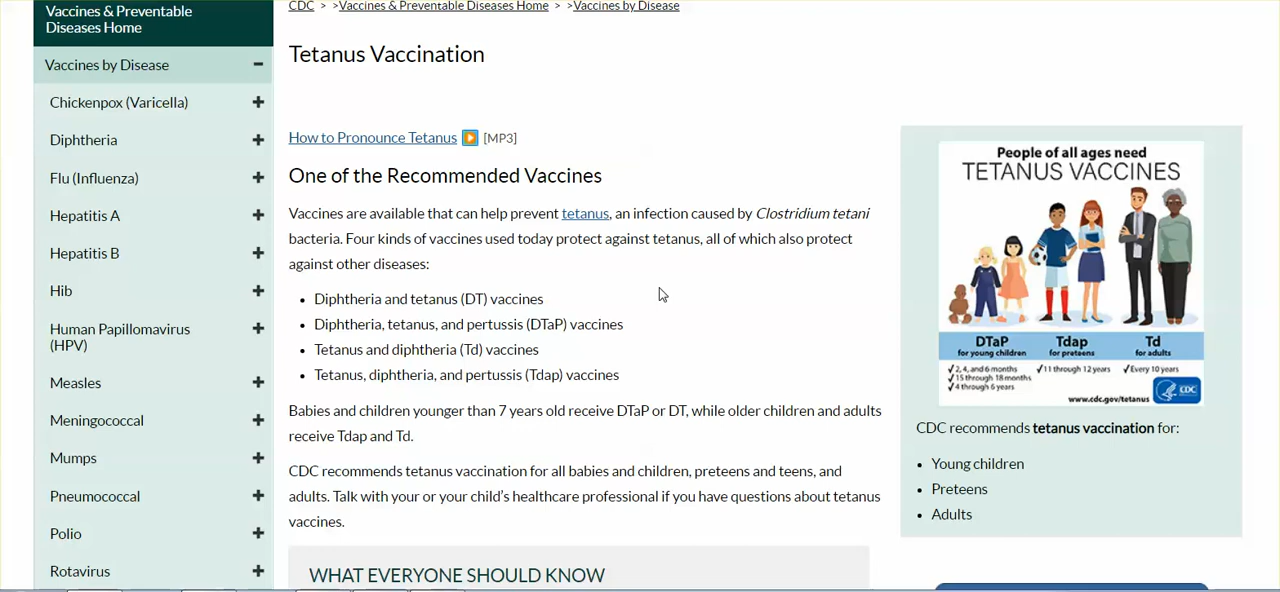 CDC > >Vaccines & Preventable Diseases Home > >Vaccines by Disease
Vaccines & Preventable
Diseases Home
Vaccines by Disease
Chickenpox (Varicella)
Diphtheria
Flu (Influenza)
Hepatitis A
Hepatitis B
Hib
Human Papillomavirus
(HPV)
Measles
Meningococcal
Mumps
Pneumococcal
Polio
Rotavirus
Tetanus Vaccination
How to Pronounce Tetanus [MP3]
One of the Recommended Vaccines
Vaccines are available that can help prevent tetanus, an infection caused by Clostridium tetani
bacteria. Four kinds of vaccines used today protect against tetanus, all of which also protect
against other diseases:
• Diphtheria and tetanus (DT) vaccines
• Diphtheria, tetanus, and pertussis (DTaP) vaccines
• Tetanus and diphtheria (Td) vaccines
• Tetanus, diphtheria, and pertussis (Tdap) vaccines
Babies and children younger than 7 years old receive DTaP or DT, while older children and adults
receive Tdap and Td.
CDC recommends tetanus vaccination for all babies and children, preteens and teens, and
adults. Talk with your or your child's healthcare professional if you have questions about tetanus
vaccines.
WHAT EVERYONE SHOULD KNOW
People of all ages need
TETANUS VACCINES
DTaP
for young children
✓2, 4, and 6 months
✓15 through 18 months
✓4 through 6 years
Tdap
for preteens
✓11 through 12 years
Td
for adults
✓Every 10 years
CDC
www.cdc.gov/tetanus
CDC recommends tetanus vaccination for:
• Young children
• Preteens
• Adults